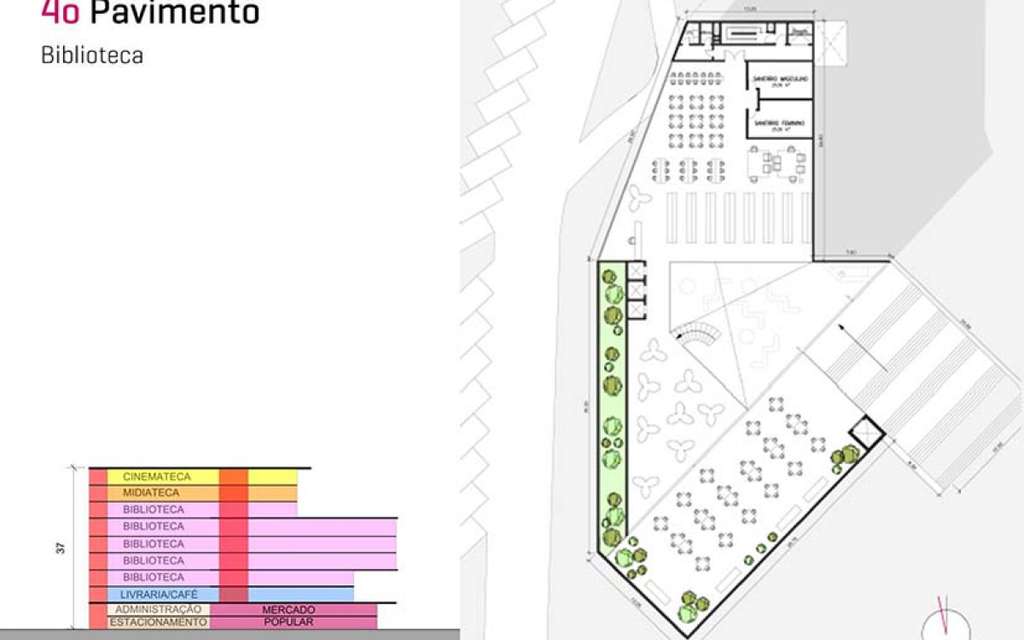 4o Pavimento
Biblioteca
SANITÁRIO MASCULINO
SANITÁRIO FEMININO
CINEMATECA
MIDIATECA
BIBLIOTECA
BIBLIOTECA
BIBLIOTECA
BIBLIOTECA
BIBLIOTECA
LIVRARIA/CAFÉ
ADMINISTRAÇÃO MERCADO
ESTACIONAMENTO POPULAR
37